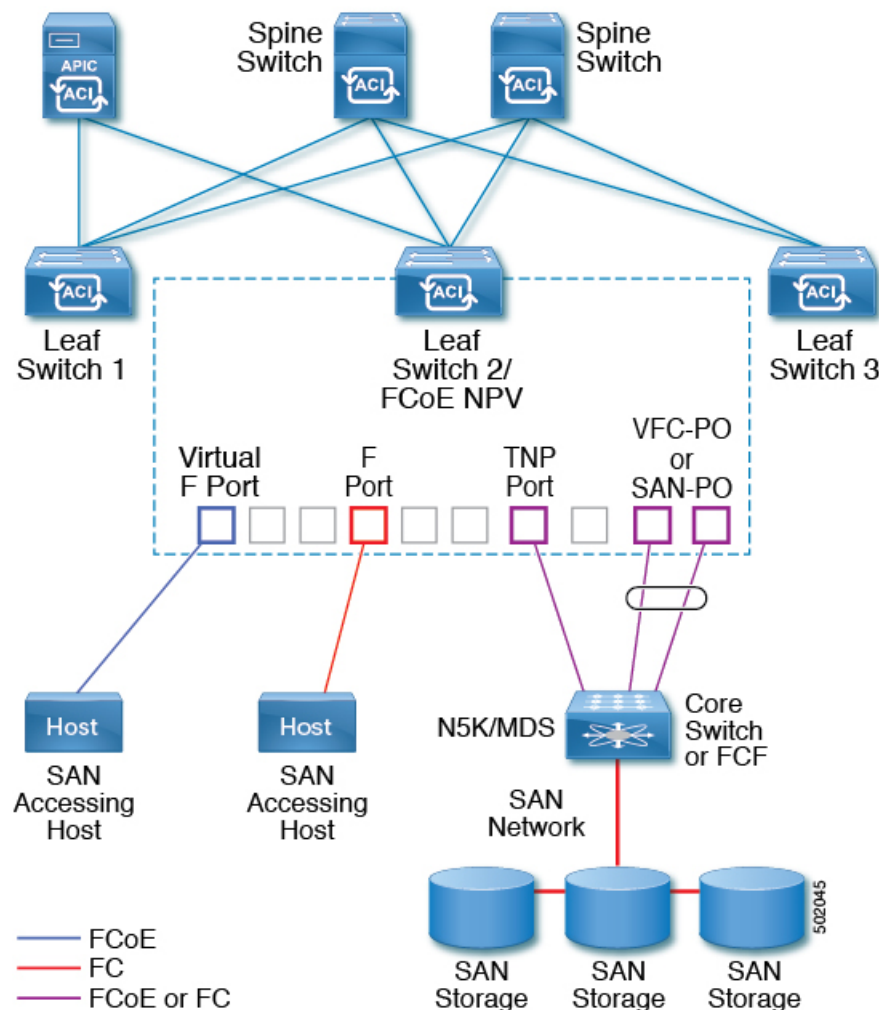 APIC
ACI
Spine
Switch
ACI
Spine
Switch
ACI
ACI
Leaf
Switch 1
ACI
Leaf
Switch 2/
FCoE NPV
ACI
Leaf
Switch 3
Virtual
F Port
F
Port
TNP
Port
VFC-PO
or
SAN-PO
Host
SAN
Accessing
Host
Host
SAN
Accessing
Host
N5K/MDS
Core
Switch
or FCF
SAN
Network
SAN
Storage
SAN
Storage
SAN
Storage
502045
FCoE
FC
FCoE or FC